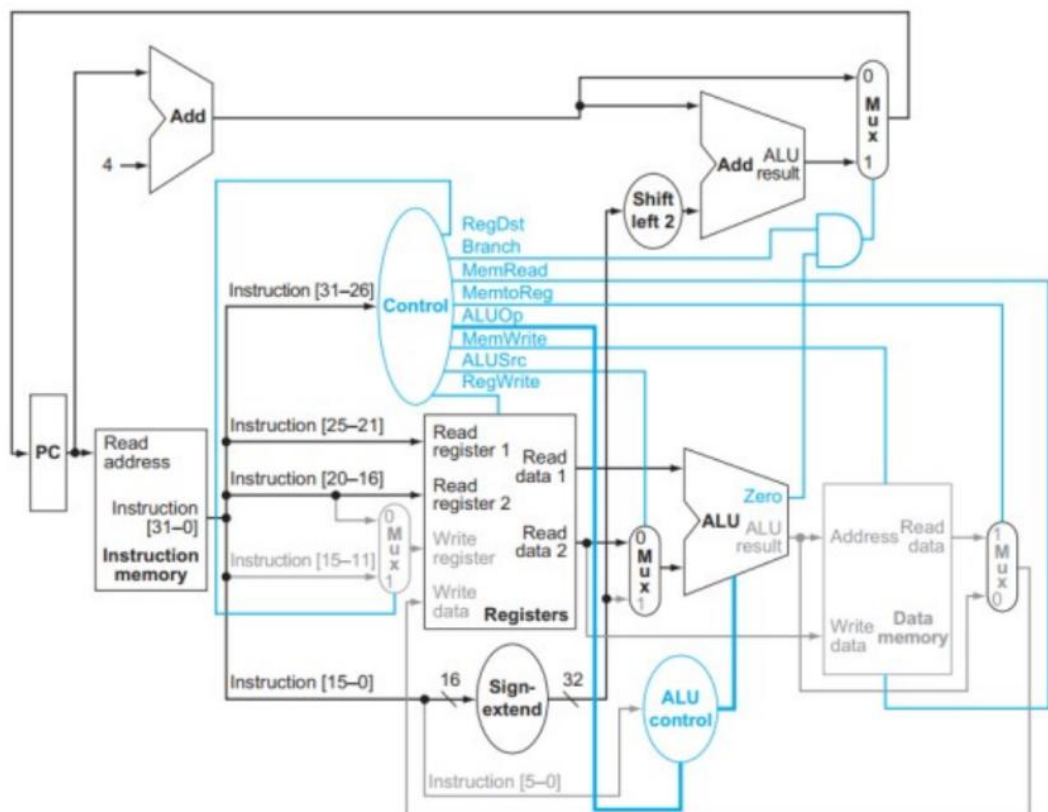 Add
4
0
Mux
1
Add
ALU
result
Shift
left 2
RegDst
Branch
MemRead
MemtoReg
ALUOp
MemWrite
ALUSrc
RegWrite
Control
Instruction [31–26]
PC
Read
address
Instruction
[31–0]
Instruction
memory
Instruction [25–21]
Instruction [20–16]
Instruction [15–11]
0
Mux
1
Read
register 1
Read
register 2
Write
register
Write
data
Read
data 1
Read
data 2
Registers
0
Mux
1
Zero
ALU
ALU
result
Address
Read
data
Write
data
Data
memory
1
Mux
0
Instruction [15–0]
16
Sign-
extend
32
ALU
control
Instruction [5–0]